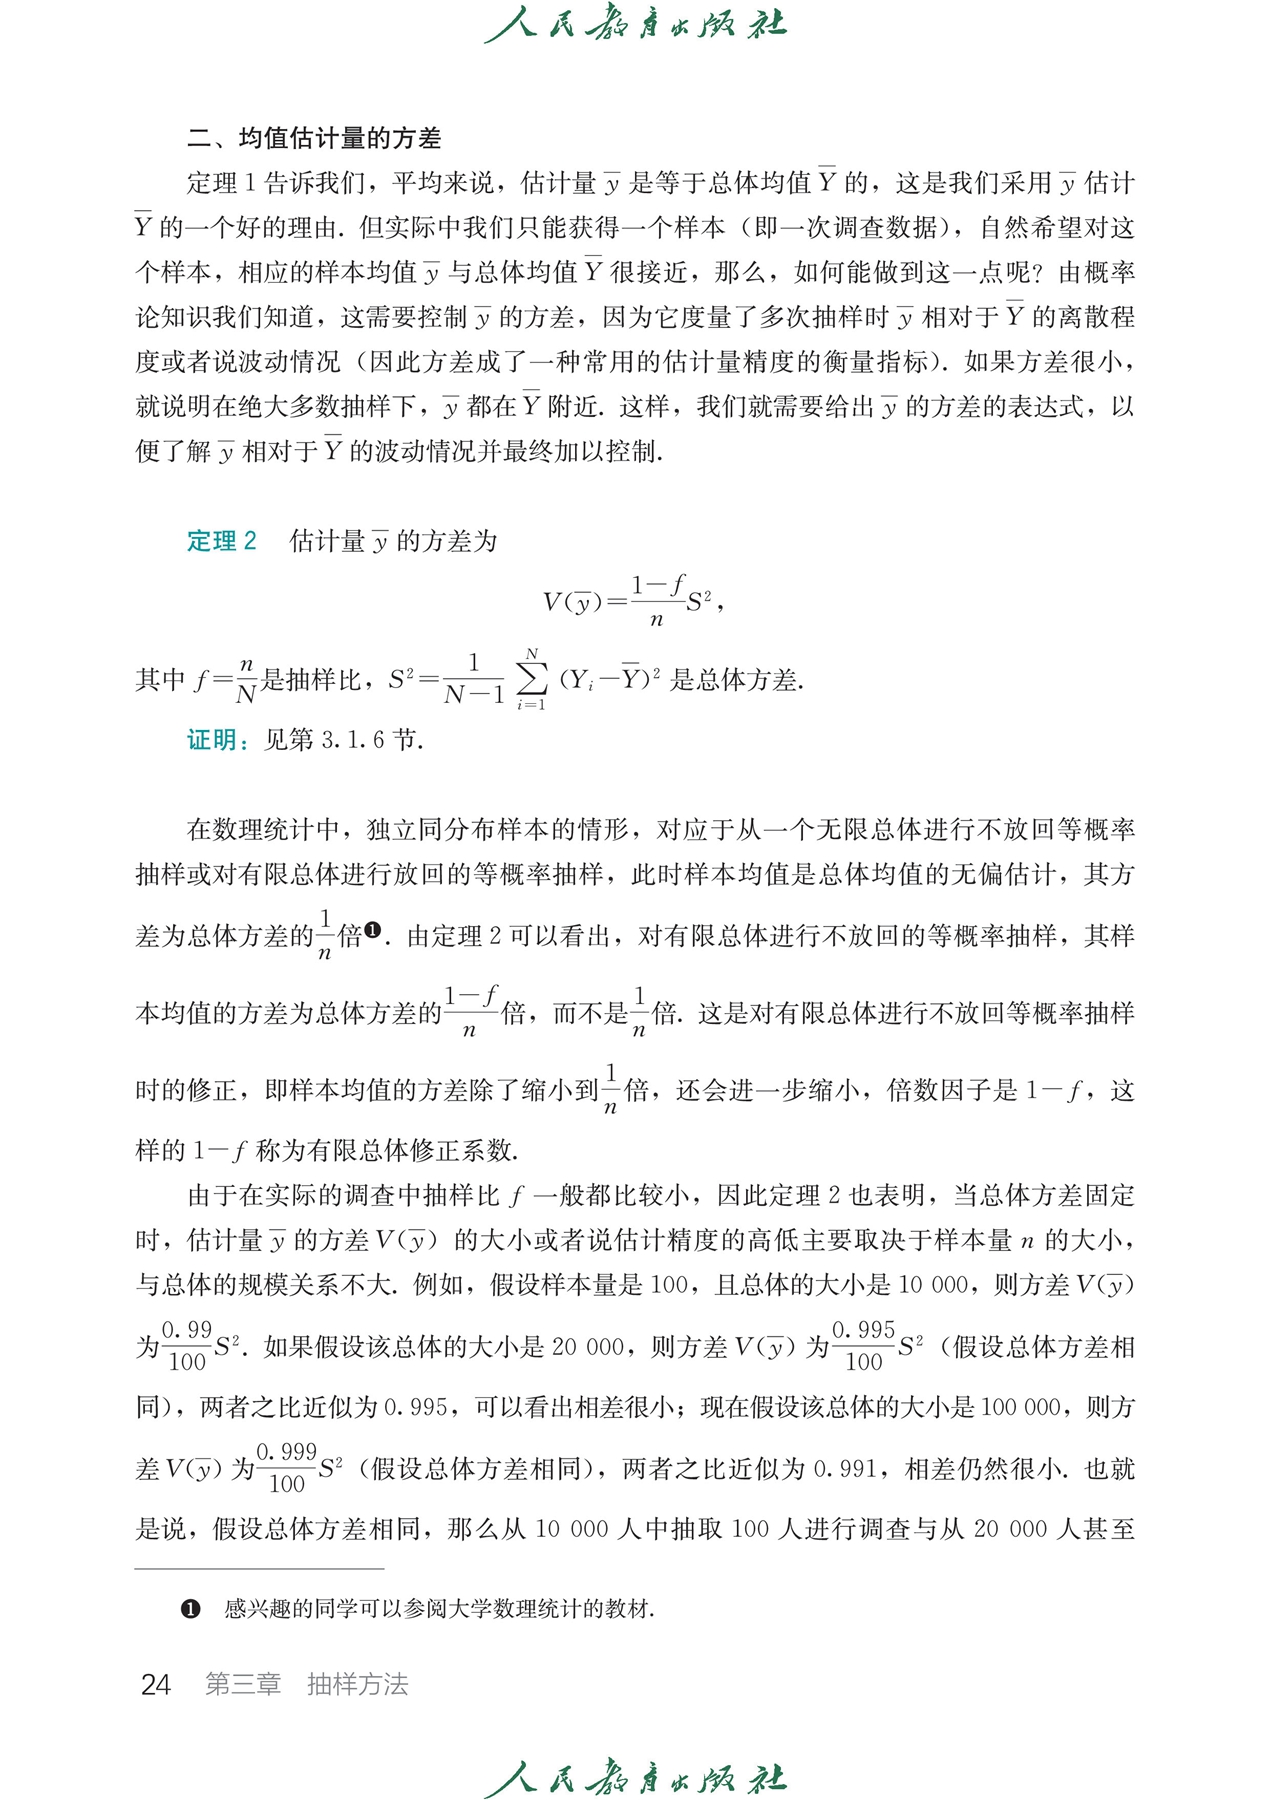 人民教育出版社
二、均值估计量的方差
定理 1 告诉我们，平均来说，估计量 y̅ 是等于总体均值 Y̅ 的，这是我们采用 y̅ 估计
Y̅ 的一个好的理由. 但实际中我们只能获得一个样本（即一次调查数据），自然希望对这
个样本，相应的样本均值 y̅ 与总体均值 Y̅ 很接近，那么，如何能做到这一点呢？由概率
论知识我们知道，这需要控制 y̅ 的方差，因为它度量了多次抽样时 y̅ 相对于 Y̅ 的离散程
度或者说波动情况（因此方差成了一种常用的估计量精度的衡量指标）. 如果方差很小，
就说明在绝大多数抽样下，y̅ 都在 Y̅ 附近. 这样，我们就需要给出 y̅ 的方差的表达式，以
便了解 y̅ 相对于 Y̅ 的波动情况并最终加以控制.
定理 2 估计量 y̅ 的方差为
V(y̅)=\frac{1-f}{n}S²，
其中 f=\frac{n}{N}是抽样比，S²=\frac{1}{N-1}\sum_{i=1}^{N}(Y_i-Y̅)² 是总体方差.
证明：见第 3.1.6 节.
在数理统计中，独立同分布样本的情形，对应于从一个无限总体进行不放回等概率
抽样或对有限总体进行放回的等概率抽样，此时样本均值是总体均值的无偏估计，其方
差为总体方差的\frac{1}{n}倍❶. 由定理 2 可以看出，对有限总体进行不放回的等概率抽样，其样
本均值的方差为总体方差的\frac{1-f}{n}倍，而不是\frac{1}{n}倍. 这是对有限总体进行不放回等概率抽样
时的修正，即样本均值的方差除了缩小到\frac{1}{n}倍，还会进一步缩小，倍数因子是 1-f，这
样的 1-f 称为有限总体修正系数.
由于在实际的调查中抽样比 f 一般都比较小，因此定理 2 也表明，当总体方差固定
时，估计量 y̅ 的方差 V(y̅) 的大小或者说估计精度的高低主要取决于样本量 n 的大小，
与总体的规模关系不大. 例如，假设样本量是 100，且总体的大小是 10 000，则方差 V(y̅)
为\frac{0.99}{100}S². 如果假设该总体的大小是 20 000，则方差 V(y̅) 为\frac{0.995}{100}S²（假设总体方差相
同），两者之比近似为 0.995，可以看出相差很小；现在假设该总体的大小是 100 000，则方
差 V(y̅) 为\frac{0.999}{100}S²（假设总体方差相同），两者之比近似为 0.991，相差仍然很小. 也就
是说，假设总体方差相同，那么从 10 000 人中抽取 100 人进行调查与从 20 000 人甚至
❶ 感兴趣的同学可以参阅大学数理统计的教材.
24 第三章 抽样方法
人民教育出版社